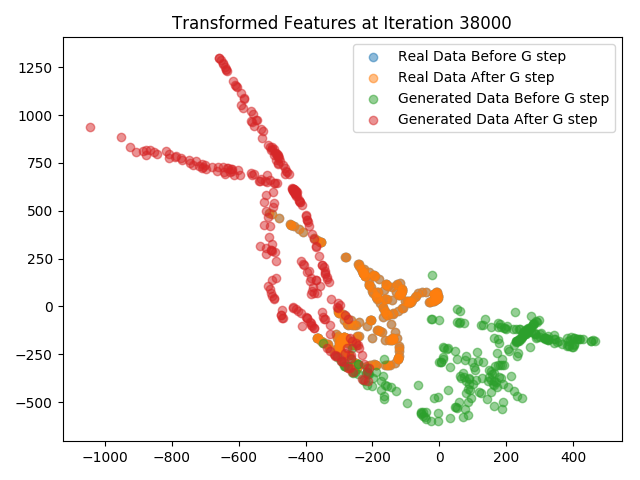 Transformed Features at Iteration 38000
Real Data Before G step
Real Data After G step
Generated Data Before G step
Generated Data After G step
1250
1000
750
500
250
0
−250
−500
−1000 −800 −600 −400 −200 0 200 400